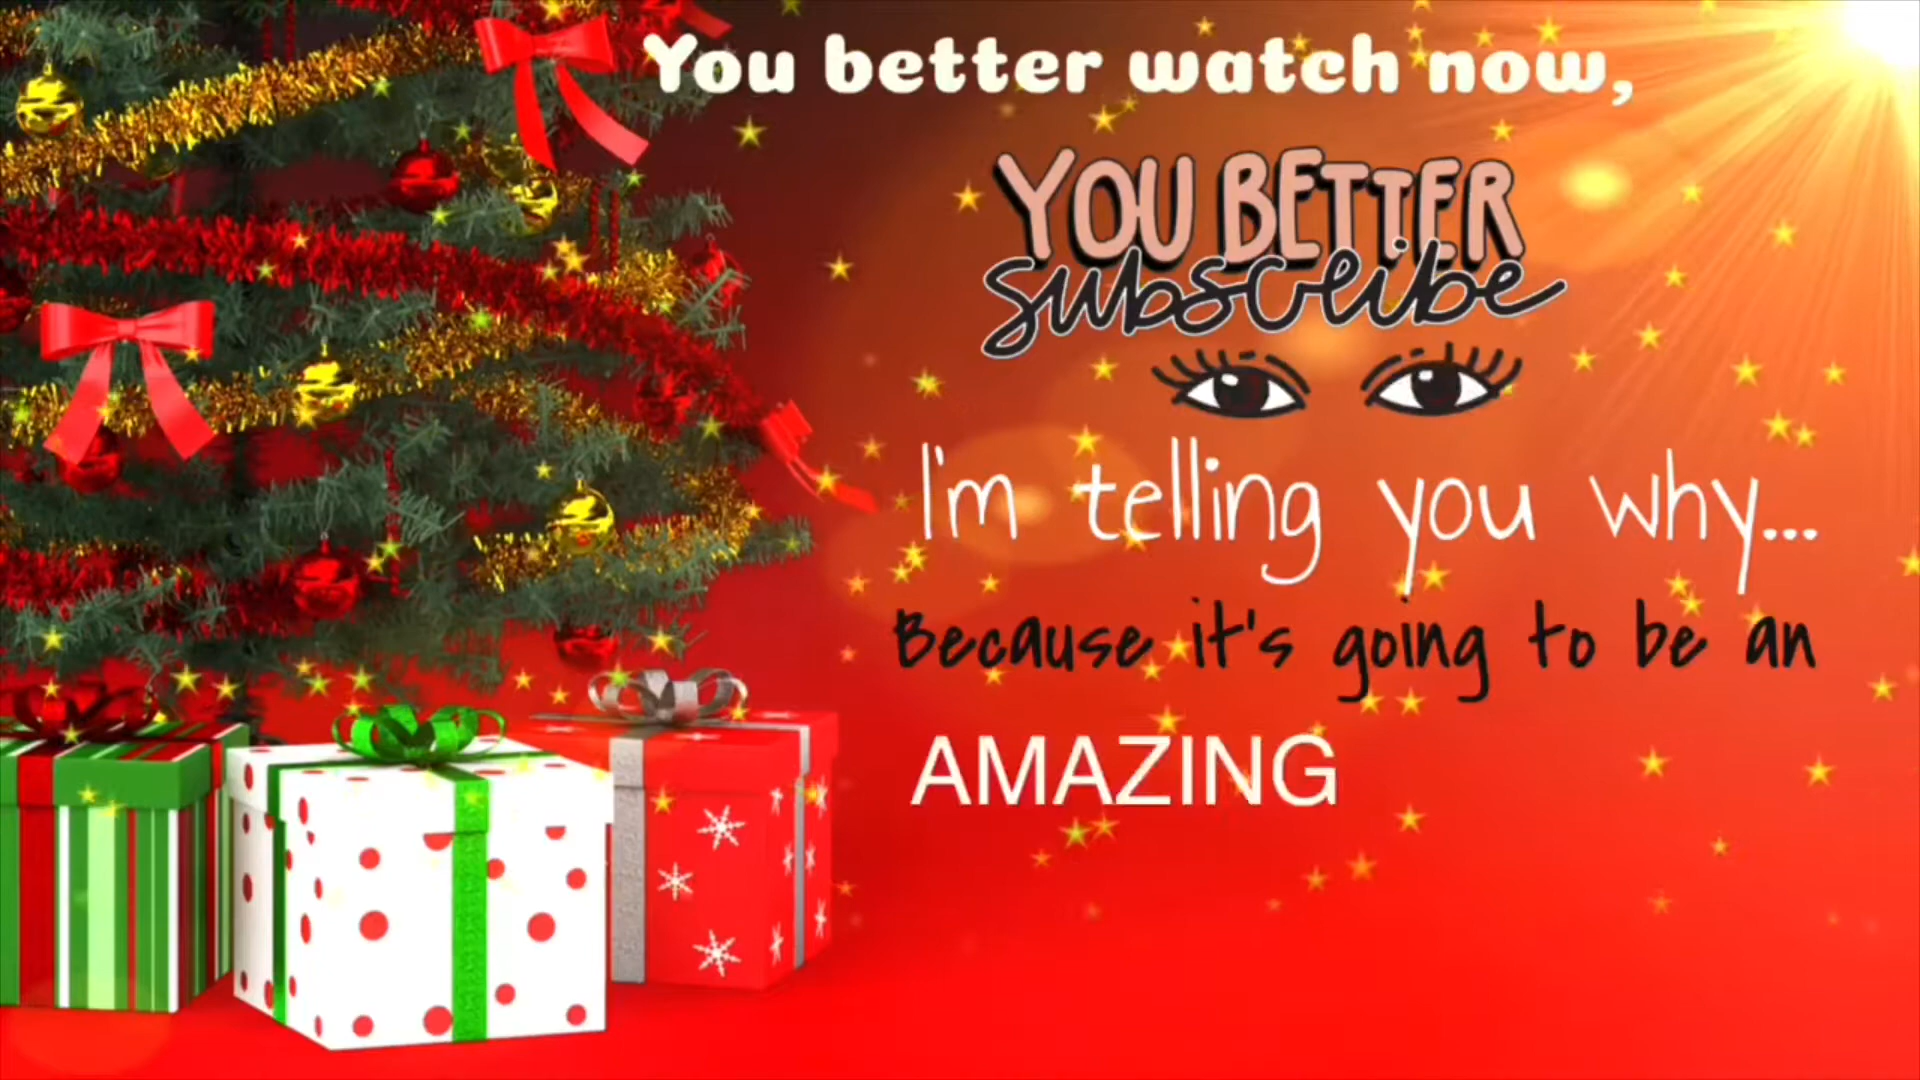 You better watch now,
YOU BETTER
subscribe
I'm telling you why...
Because it's going to be an
AMAZING